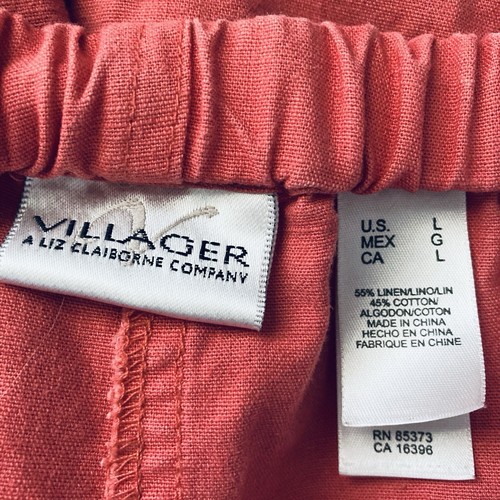 VILLAGER
A LIZ CLAIBORNE COMPANY
U.S. L
MEX G
CA L
55% LINEN/LINO/LIN
45% COTTON/
ALGODON/COTON
MADE IN CHINA
HECHO EN CHINA
FABRIQUE EN CHINE
RN 85373
CA 16396